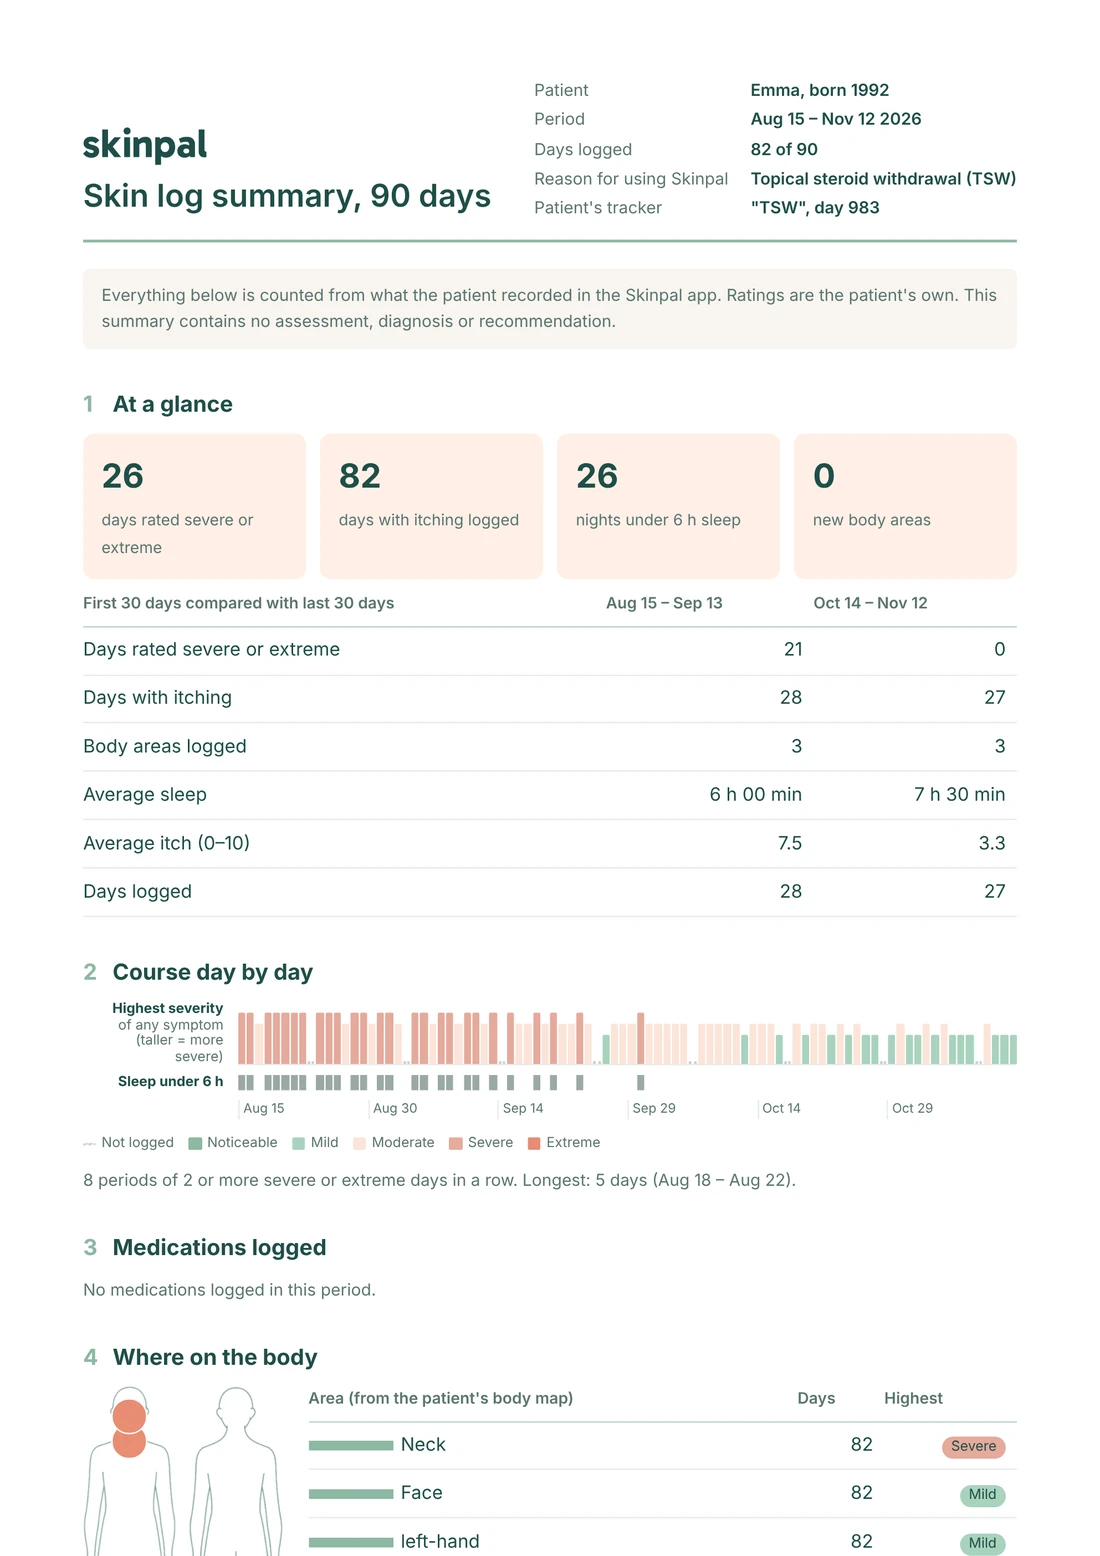 skinpal
Skin log summary, 90 days
Patient Emma, born 1992
Period Aug 15 – Nov 12 2026
Days logged 82 of 90
Reason for using Skinpal Topical steroid withdrawal (TSW)
Patient's tracker "TSW", day 983
Everything below is counted from what the patient recorded in the Skinpal app. Ratings are the patient's own. This
summary contains no assessment, diagnosis or recommendation.
1 At a glance
26
days rated severe or
extreme
82
days with itching logged
26
nights under 6 h sleep
0
new body areas
First 30 days compared with last 30 days Aug 15 – Sep 13 Oct 14 – Nov 12
Days rated severe or extreme 21 0
Days with itching 28 27
Body areas logged 3 3
Average sleep 6 h 00 min 7 h 30 min
Average itch (0–10) 7.5 3.3
Days logged 28 27
2 Course day by day
Highest severity
of any symptom
(taller = more
severe)
Sleep under 6 h
Aug 15 Aug 30 Sep 14 Sep 29 Oct 14 Oct 29
Not logged Noticeable Mild Moderate Severe Extreme
8 periods of 2 or more severe or extreme days in a row. Longest: 5 days (Aug 18 – Aug 22).
3 Medications logged
No medications logged in this period.
4 Where on the body
Area (from the patient's body map) Days Highest
Neck 82 Severe
Face 82 Mild
left-hand 82 Mild